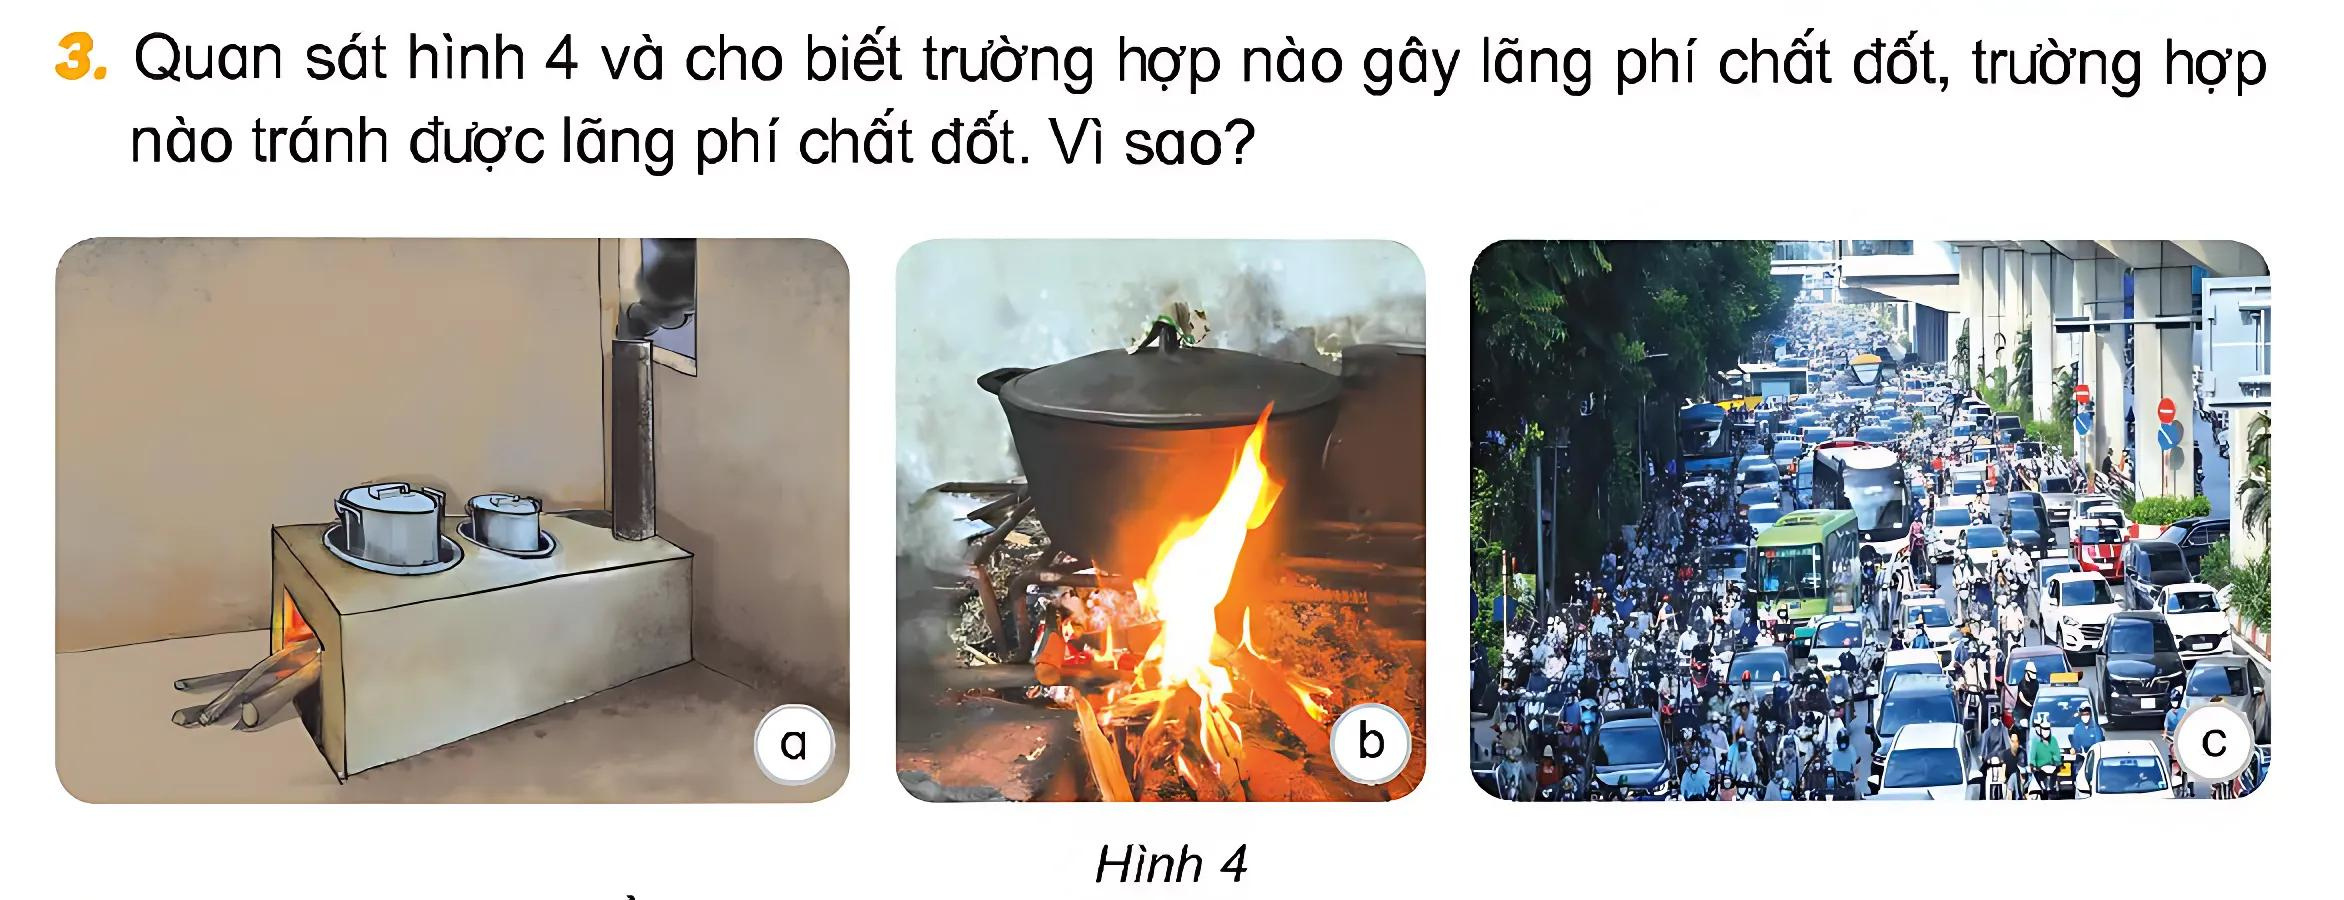 3. Quan sát hình 4 và cho biết trường hợp nào gây lãng phí chất đốt, trường hợp
nào tránh được lãng phí chất đốt. Vì sao?
a
b
c
Hình 4